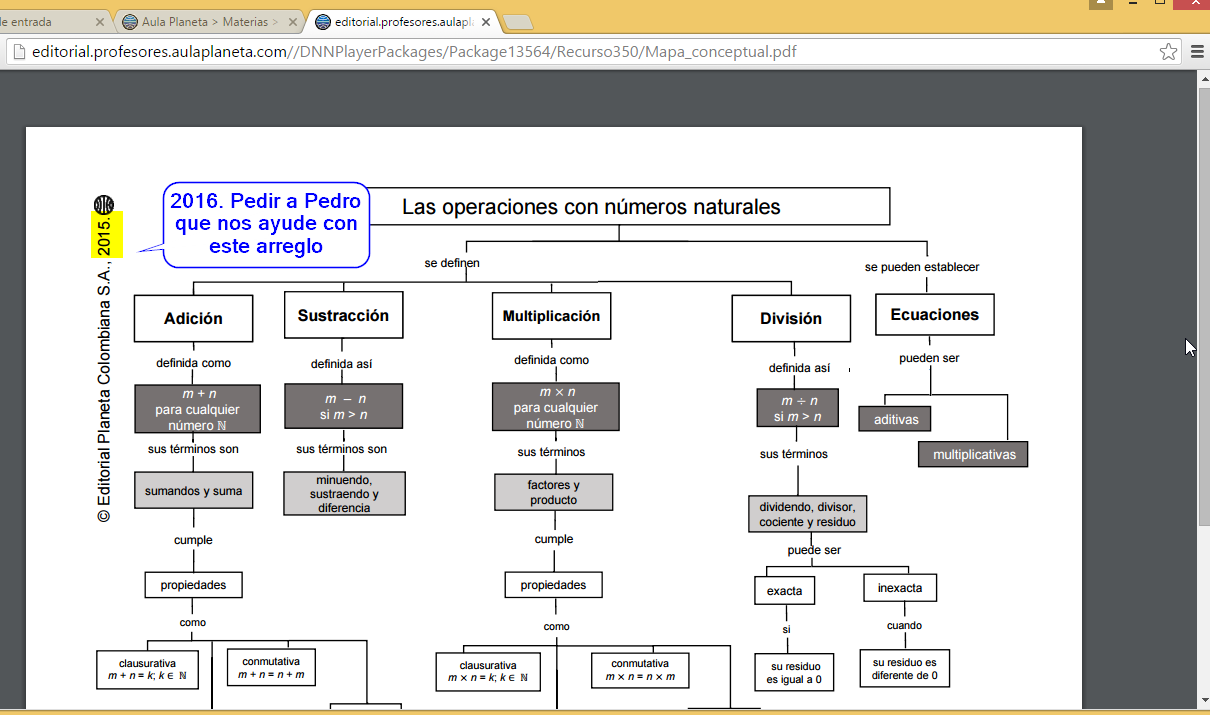 le entrada
Aula Planeta > Materias >
editorial.profesores.aulapl
editorial.profesores.aulaplaneta.com//DNNPlayerPackages/Package13564/Recurso350/Mapa_conceptual.pdf
© Editorial Planeta Colombiana S.A., 2015.
2016. Pedir a Pedro
que nos ayude con
este arreglo
Las operaciones con números naturales
se definen
se pueden establecer
Adición
Sustracción
Multiplicación
División
Ecuaciones
definida como
definida así
definida como
definida así
pueden ser
m + n
para cualquier
número ℕ
m – n
si m > n
m × n
para cualquier
número ℕ
m ÷ n
si m > n
aditivas
multiplicativas
sus términos son
sus términos son
sus términos
sus términos
sumandos y suma
minuendo,
sustraendo y
diferencia
factores y
producto
dividendo, divisor,
cociente y residuo
cumple
cumple
puede ser
propiedades
propiedades
exacta
inexacta
como
como
si
cuando
clausurativa
m + n = k; k ∈ ℕ
conmutativa
m + n = n + m
clausurativa
m × n = k; k ∈ ℕ
conmutativa
m × n = n × m
su residuo
es igual a 0
su residuo es
diferente de 0